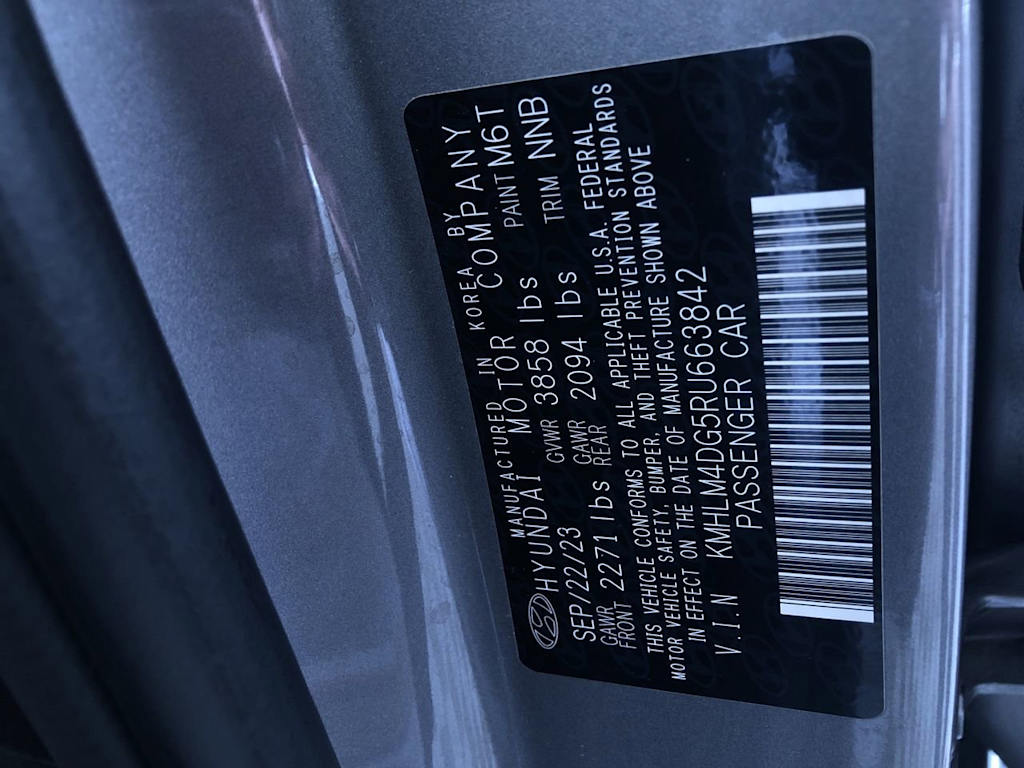 MANUFACTURED IN KOREA BY
HYUNDAI MOTOR COMPANY
SEP/22/23 GVWR 3858 lbs PAINT M6T
GAWR FRONT 2271 lbs GAWR REAR 2094 lbs TRIM NNB
THIS VEHICLE CONFORMS TO ALL APPLICABLE U.S.A. FEDERAL
MOTOR VEHICLE SAFETY, BUMPER, AND THEFT PREVENTION STANDARDS
IN EFFECT ON THE DATE OF MANUFACTURE SHOWN ABOVE
V.I.N KMHLM4DG5RU663842
PASSENGER CAR